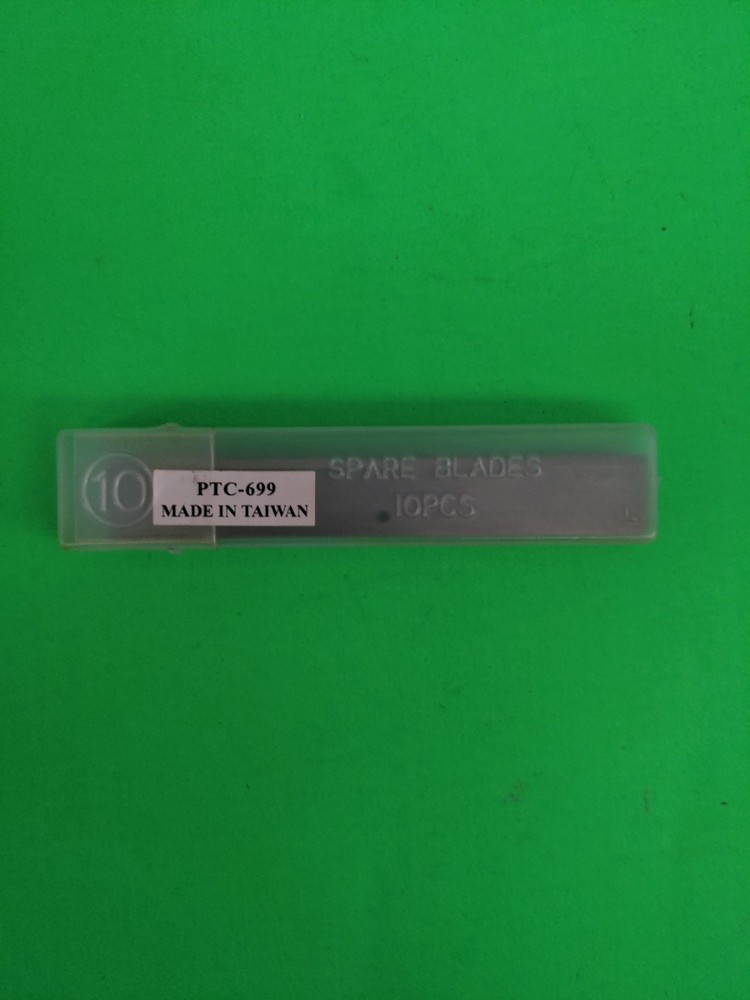 10
PTC-699
MADE IN TAIWAN
SPARE BLADES
10PCS
L